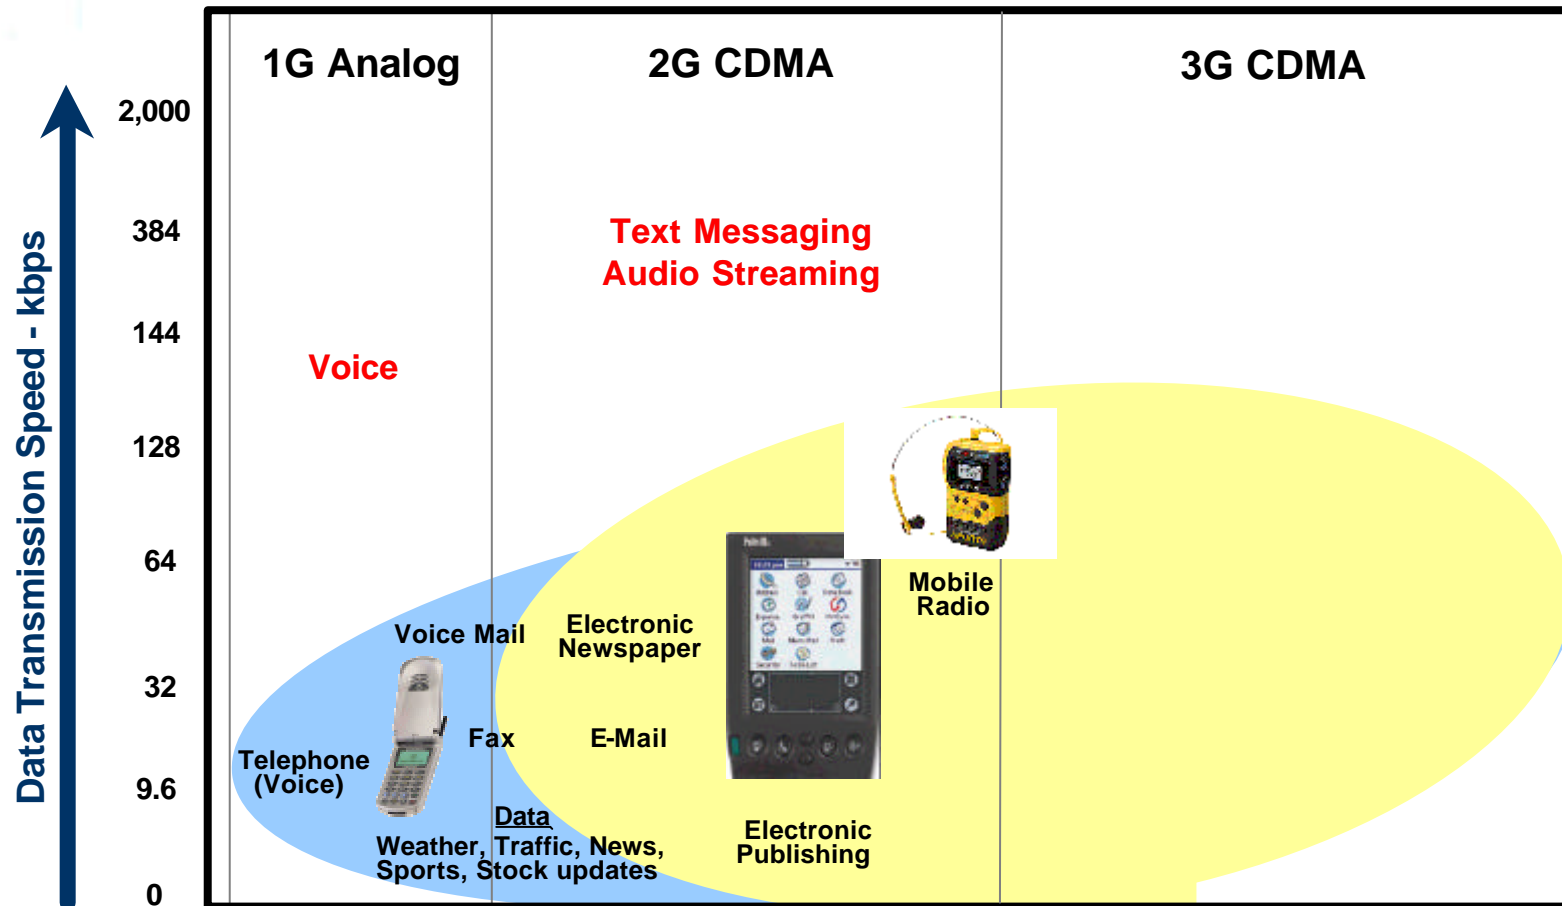 1G Analog
2G CDMA
3G CDMA
Data Transmission Speed - kbps
2,000
384
144
128
64
32
9.6
0
Text Messaging
Audio Streaming
Voice
Mobile
Radio
Voice Mail
Electronic
Newspaper
Fax
E-Mail
Telephone
(Voice)
Data
Weather, Traffic, News,
Sports, Stock updates
Electronic
Publishing